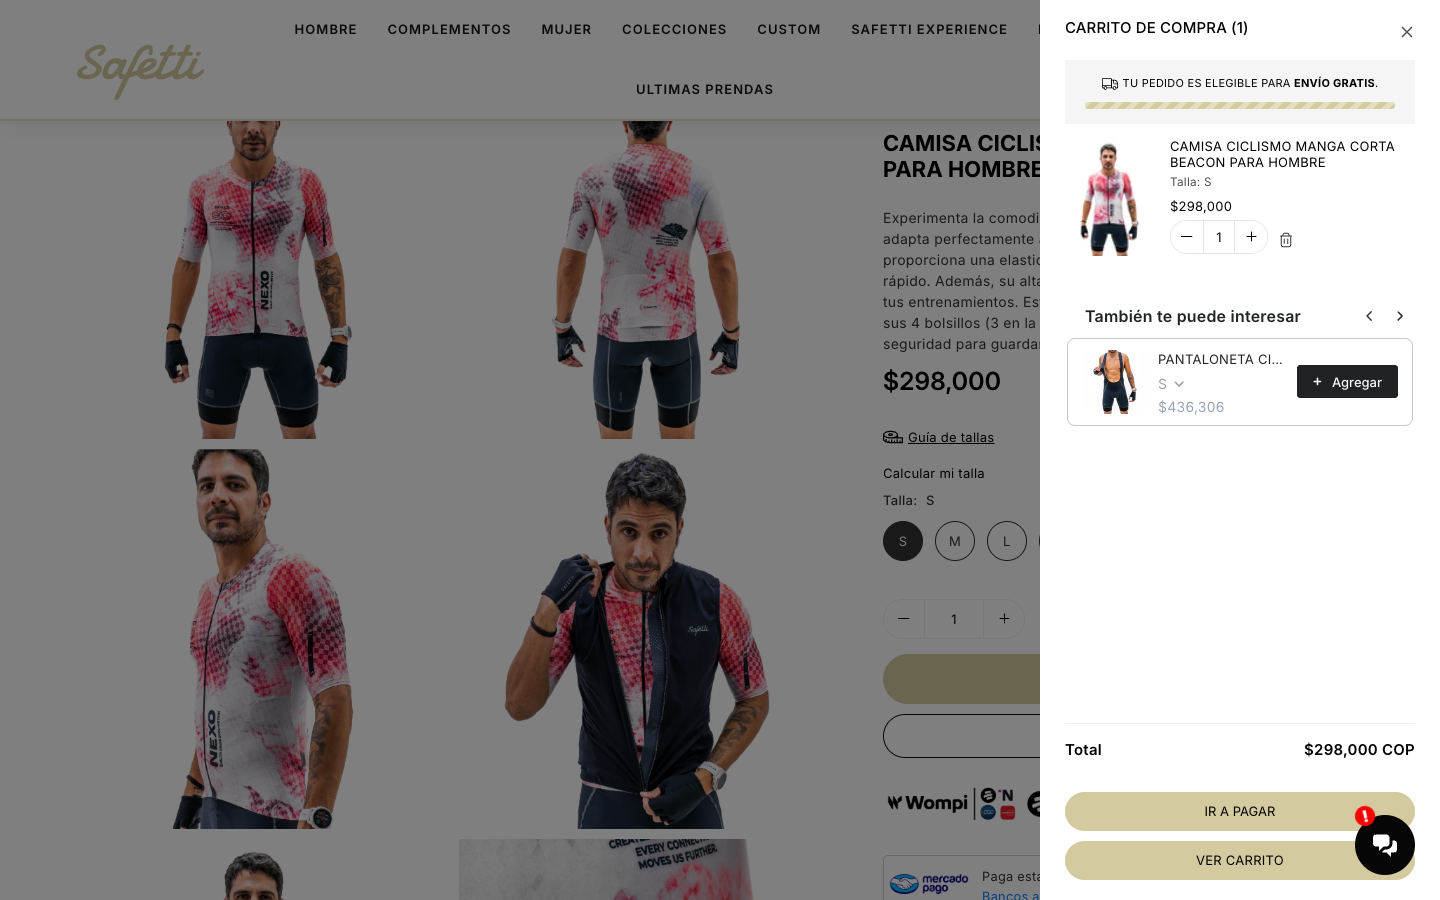 HOMBRE COMPLEMENTOS MUJER COLECCIONES CUSTOM SAFETTI EXPERIENCE
Safetti
ULTIMAS PRENDAS
CAMISA CICLIS
PARA HOMBRE
Experimenta la comodi
adapta perfectamente
proporciona una elastic
rápido. Además, su alta
tus entrenamientos. Es
sus 4 bolsillos (3 en la
seguridad para guardar
$298,000
Guía de tallas
Calcular mi talla
Talla: S
S M L
1
Wompi
mercado
pago
Paga esta
Bancos a
NEXO
NEXO
Safetti
EVERY CONNECT
MOVES US FURTHER.
CARRITO DE COMPRA (1)
TU PEDIDO ES ELEGIBLE PARA ENVÍO GRATIS.
CAMISA CICLISMO MANGA CORTA
BEACON PARA HOMBRE
Talla: S
$298,000
1
También te puede interesar
PANTALONETA CI...
S
$436,306
+ Agregar
Total $298,000 COP
IR A PAGAR
VER CARRITO